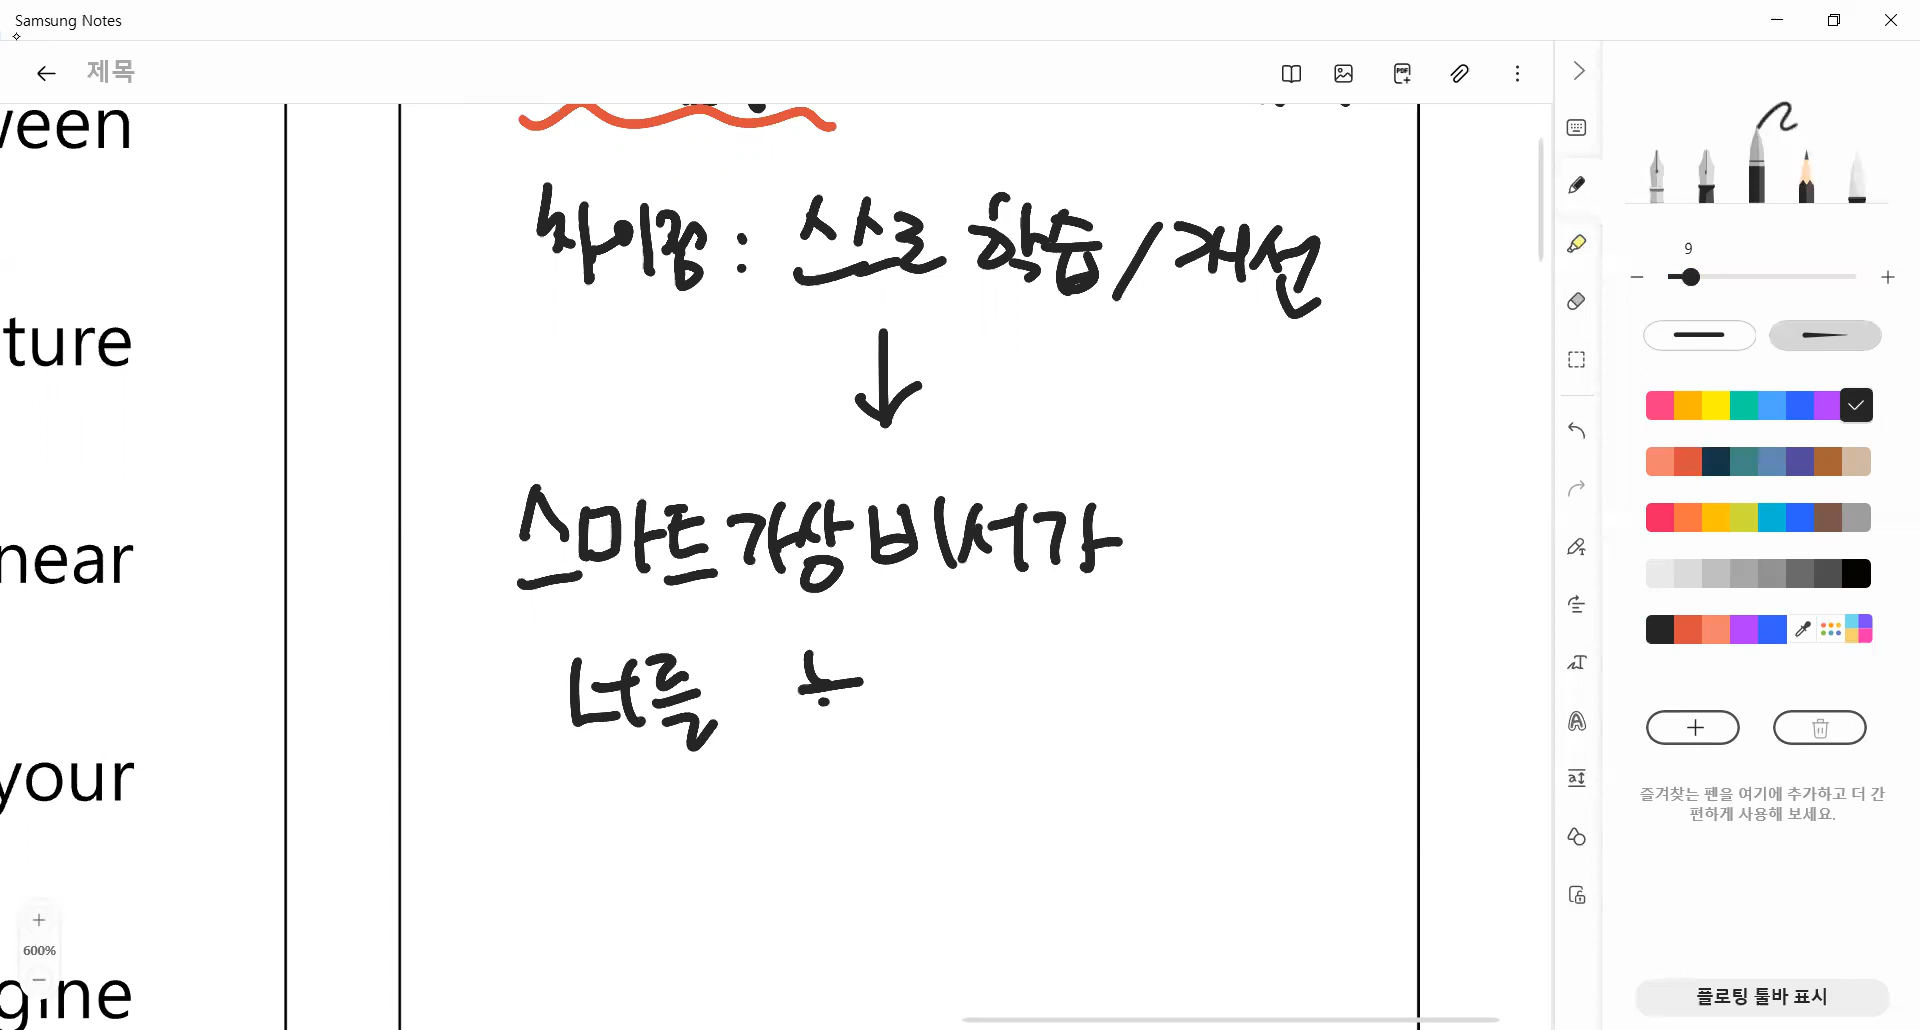 Samsung Notes
제목
ween
ture
near
your
gine
차이점 : 스스로 학습/개선
↓
스마트 가상 비서가
너를
9
즐겨찾는 펜을 여기에 추가하고 더 간
편하게 사용해 보세요.
플로팅 툴바 표시
600%